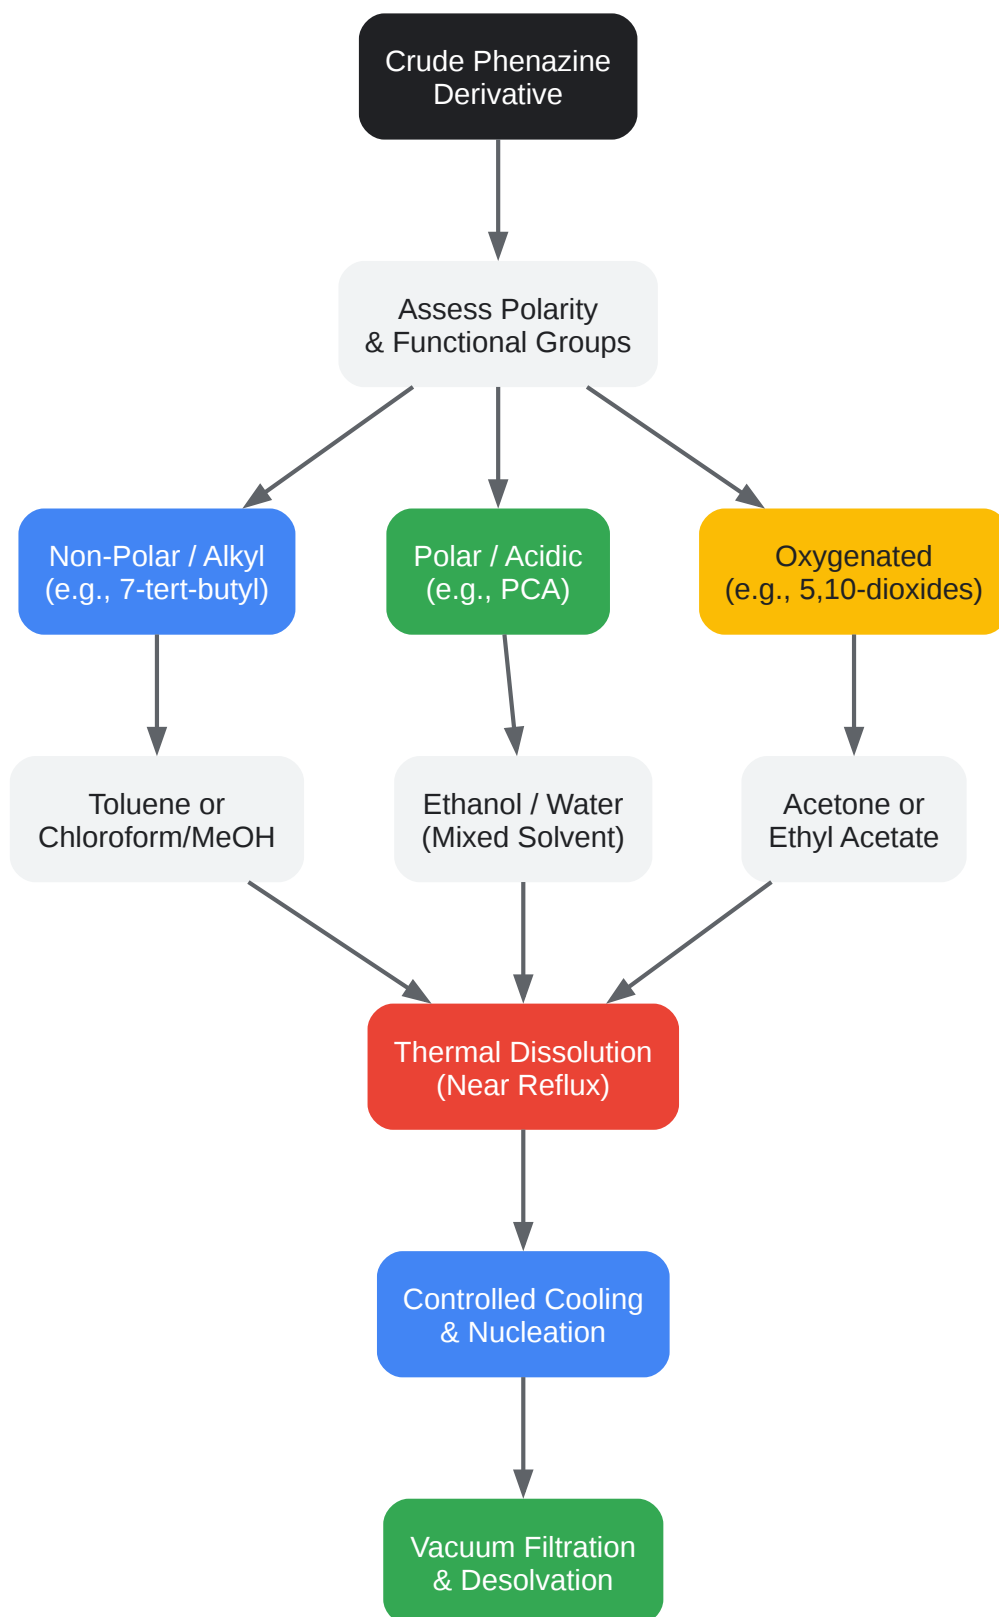 Crude Phenazine
Derivative
Assess Polarity
& Functional Groups
Non-Polar / Alkyl
(e.g., 7-tert-butyl)
Polar / Acidic
(e.g., PCA)
Oxygenated
(e.g., 5,10-dioxides)
Toluene or
Chloroform/MeOH
Ethanol / Water
(Mixed Solvent)
Acetone or
Ethyl Acetate
Thermal Dissolution
(Near Reflux)
Controlled Cooling
& Nucleation
Vacuum Filtration
& Desolvation